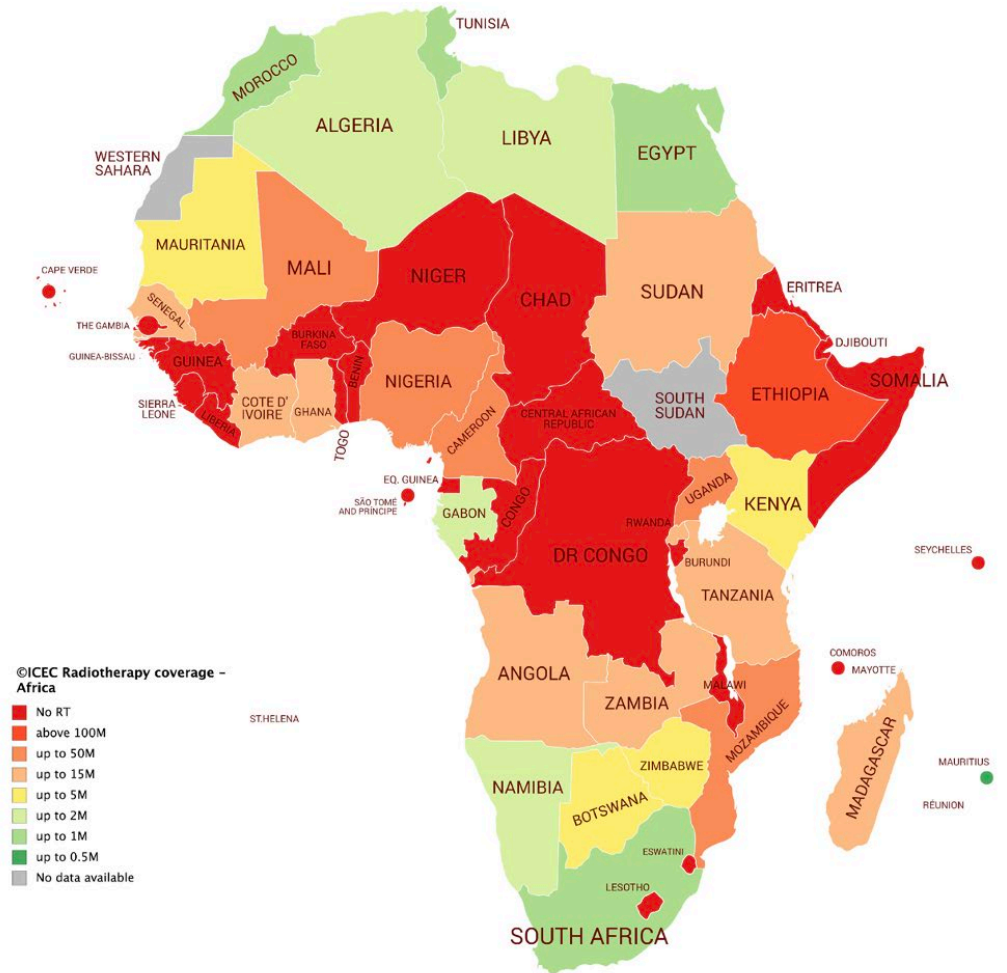 TUNISIA
MOROCCO
ALGERIA
LIBYA
EGYPT
WESTERN
SAHARA
MAURITANIA
MALI
NIGER
CHAD
SUDAN
ERITREA
CAPE VERDE
SENEGAL
THE GAMBIA
GUINEA-BISSAU
GUINEA
BURKINA
FASO
BENIN
NIGERIA
DJIBOUTI
SOMALIA
ETHIOPIA
SOUTH
SUDAN
SIERRA
LEONE
LIBERIA
COTE D'
IVOIRE
GHANA
TOGO
CAMEROON
CENTRAL AFRICAN
REPUBLIC
EQ. GUINEA
SÃO TOMÉ
AND PRÍNCIPE
GABON
CONGO
DR CONGO
UGANDA
KENYA
RWANDA
BURUNDI
TANZANIA
SEYCHELLES
COMOROS
MAYOTTE
ANGOLA
ZAMBIA
MALAWI
MOZAMBIQUE
MADAGASCAR
MAURITIUS
RÉUNION
ZIMBABWE
NAMIBIA
BOTSWANA
ESWATINI
LESOTHO
SOUTH AFRICA
ST.HELENA
©ICEC Radiotherapy coverage –
Africa
No RT
above 100M
up to 50M
up to 15M
up to 5M
up to 2M
up to 1M
up to 0.5M
No data available